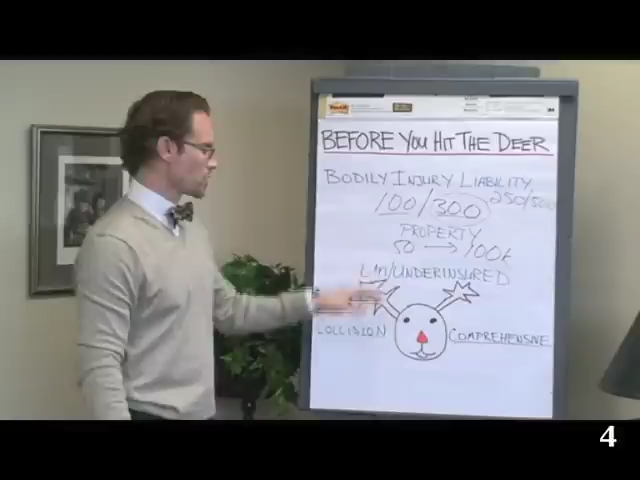 BEFORE YOU HIT THE DEER
BODILY INJURY LIABILITY
100/300 250/500
PROPERTY
50 → 100k
UN/UNDERINSURED
COLLISION COMPREHENSIVE
4